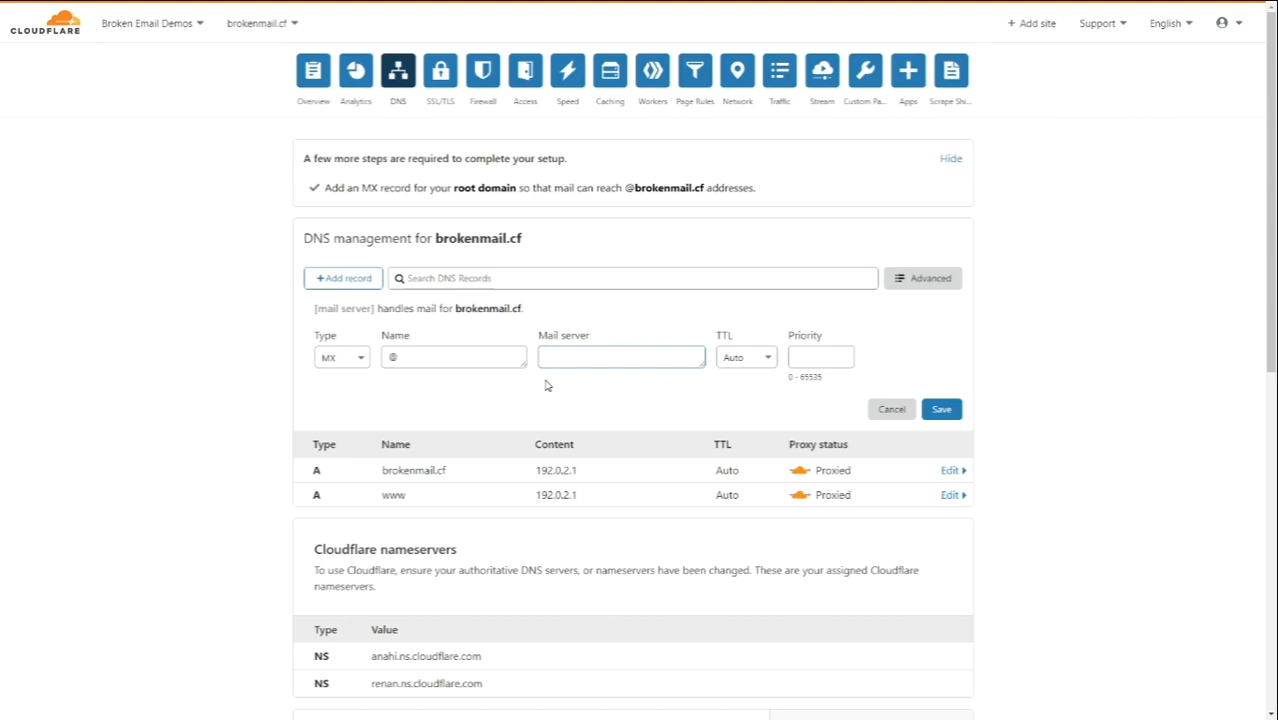 CLOUDFLARE
Broken Email Demos
brokenmail.cf
+ Add site
Support
English
Overview
Analytics
DNS
SSL/TLS
Firewall
Access
Speed
Caching
Workers
Page Rules
Network
Traffic
Stream
Custom Pa...
Apps
Scrape Shi...
A few more steps are required to complete your setup.
Hide
Add an MX record for your root domain so that mail can reach @brokenmail.cf addresses.
DNS management for brokenmail.cf
+Add record
Search DNS Records
Advanced
[mail server] handles mail for brokenmail.cf.
Type Name Mail server TTL Priority
MX @ Auto
0 - 65535
Cancel Save
Type Name Content TTL Proxy status
A brokenmail.cf 192.0.2.1 Auto Proxied Edit
A www 192.0.2.1 Auto Proxied Edit
Cloudflare nameservers
To use Cloudflare, ensure your authoritative DNS servers, or nameservers have been changed. These are your assigned Cloudflare
nameservers.
Type Value
NS anahi.ns.cloudflare.com
NS renan.ns.cloudflare.com